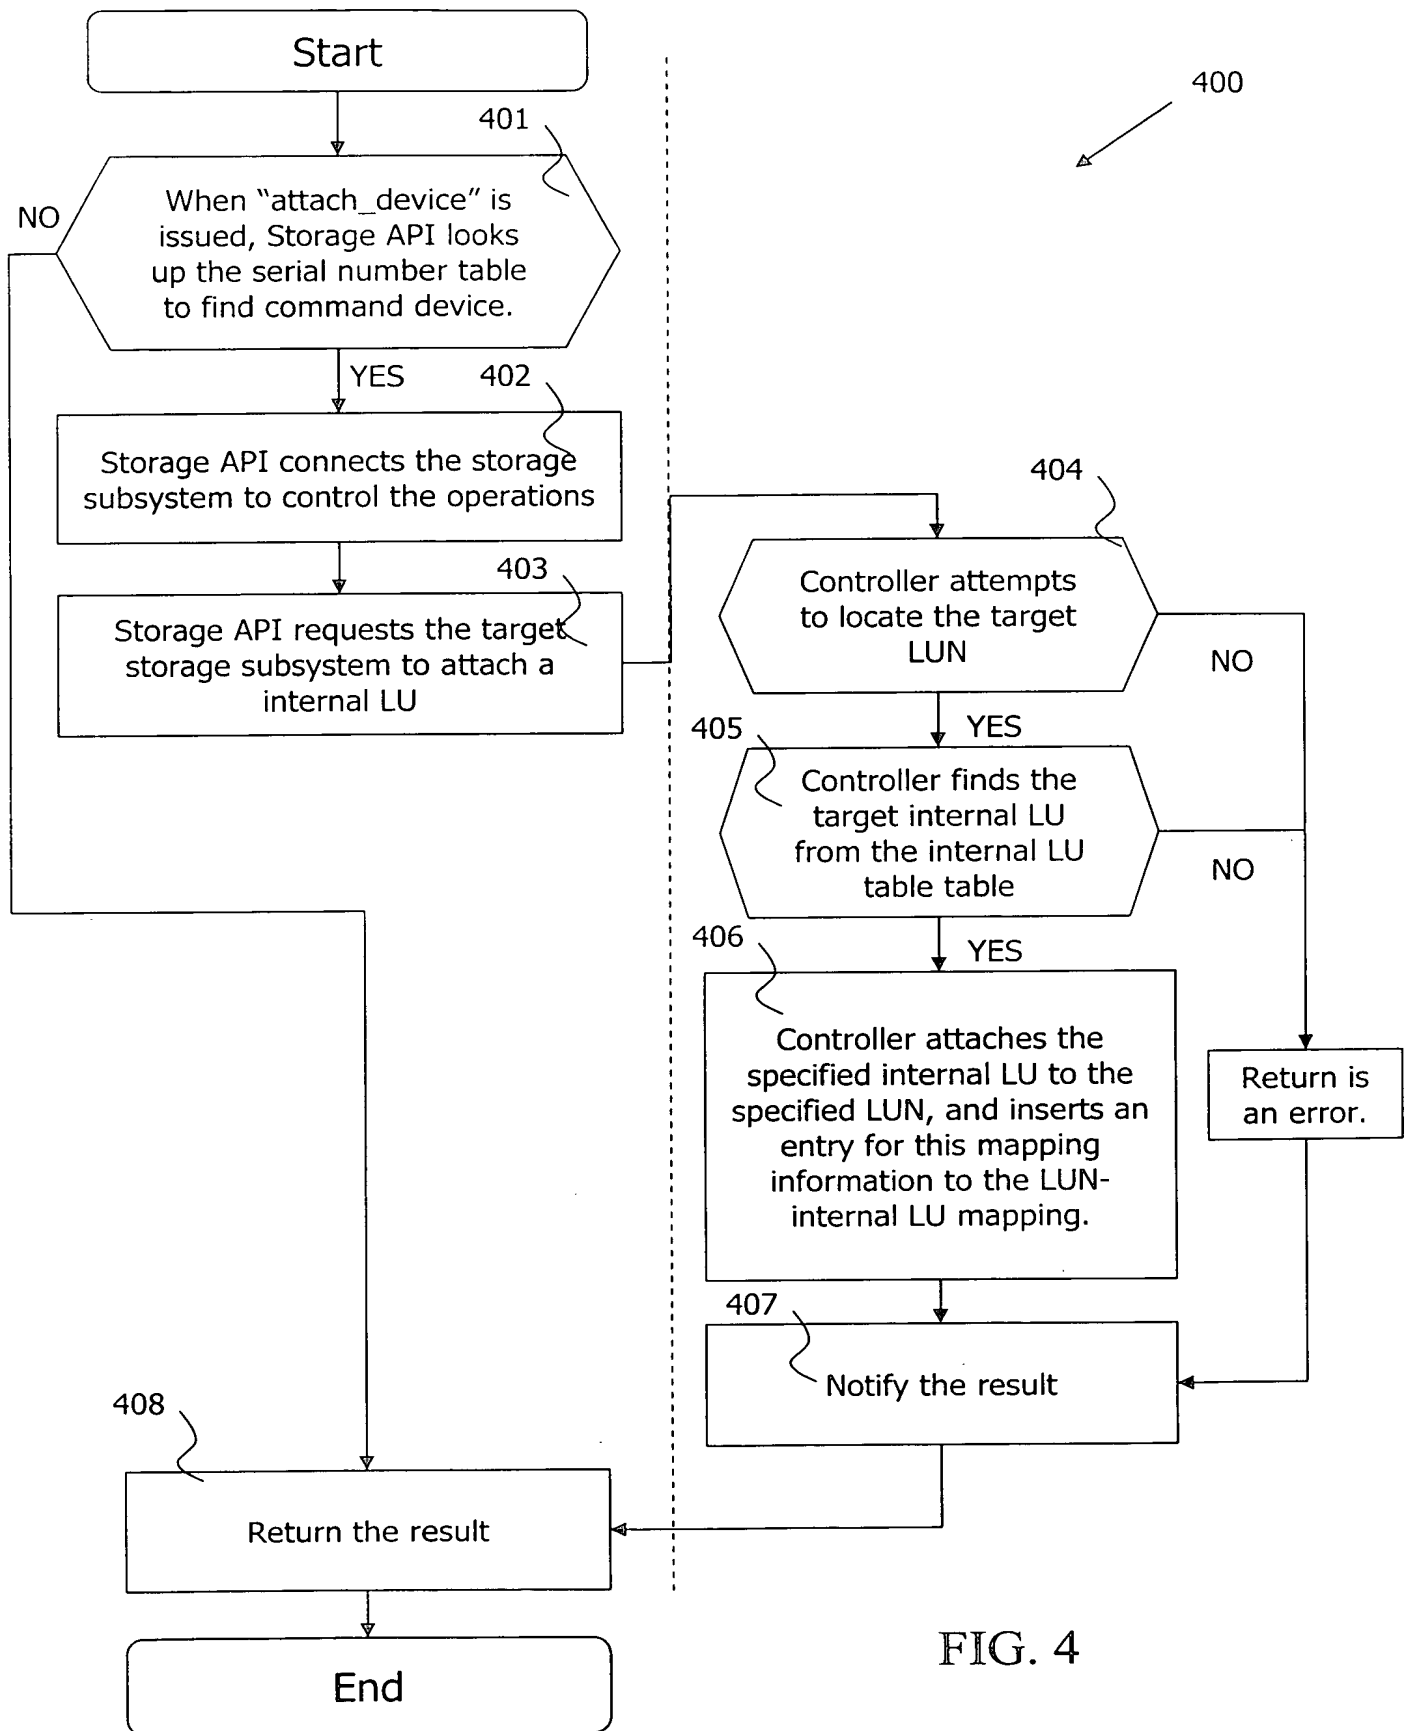 Start
400
401
When “attach_device” is
issued, Storage API looks
up the serial number table
to find command device.
NO
YES
402
Storage API connects the storage
subsystem to control the operations
403
Storage API requests the target
storage subsystem to attach a
internal LU
404
Controller attempts
to locate the target
LUN
NO
YES
405
Controller finds the
target internal LU
from the internal LU
table table
NO
YES
406
Controller attaches the
specified internal LU to the
specified LUN, and inserts an
entry for this mapping
information to the LUN-
internal LU mapping.
Return is
an error.
407
Notify the result
408
Return the result
End
FIG. 4